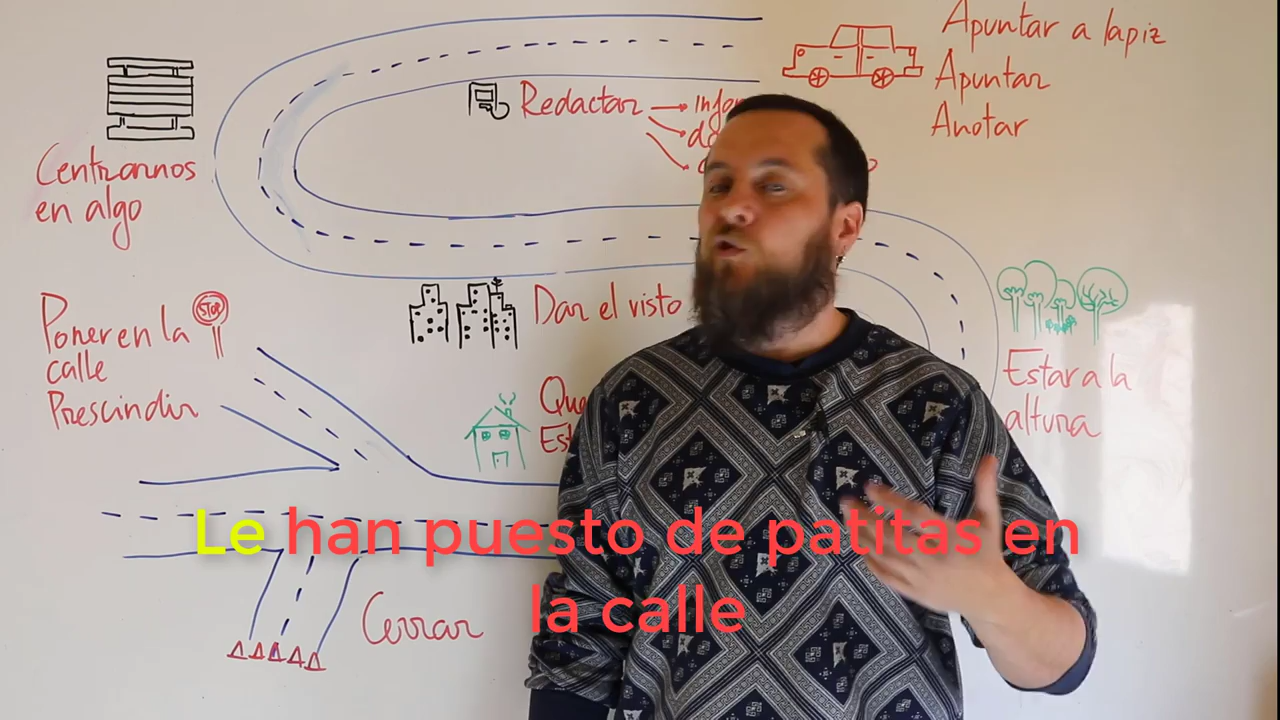 Apuntar a lapiz
Apuntar
Anotar
Redactar
Centrarnos
en algo
Dar el visto
Poner en la
calle
Prescindir
STOP
Estar a la
altura
Le han puesto de patitas en
la calle
Cerrar